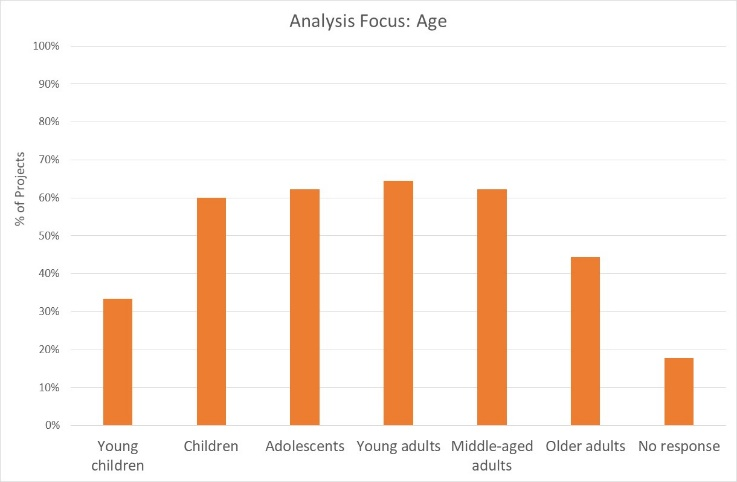 Analysis Focus: Age
100%
90%
80%
70%
60%
50%
40%
30%
20%
10%
0%
% of Projects
Young
children
Children
Adolescents
Young adults
Middle-aged
adults
Older adults
No response